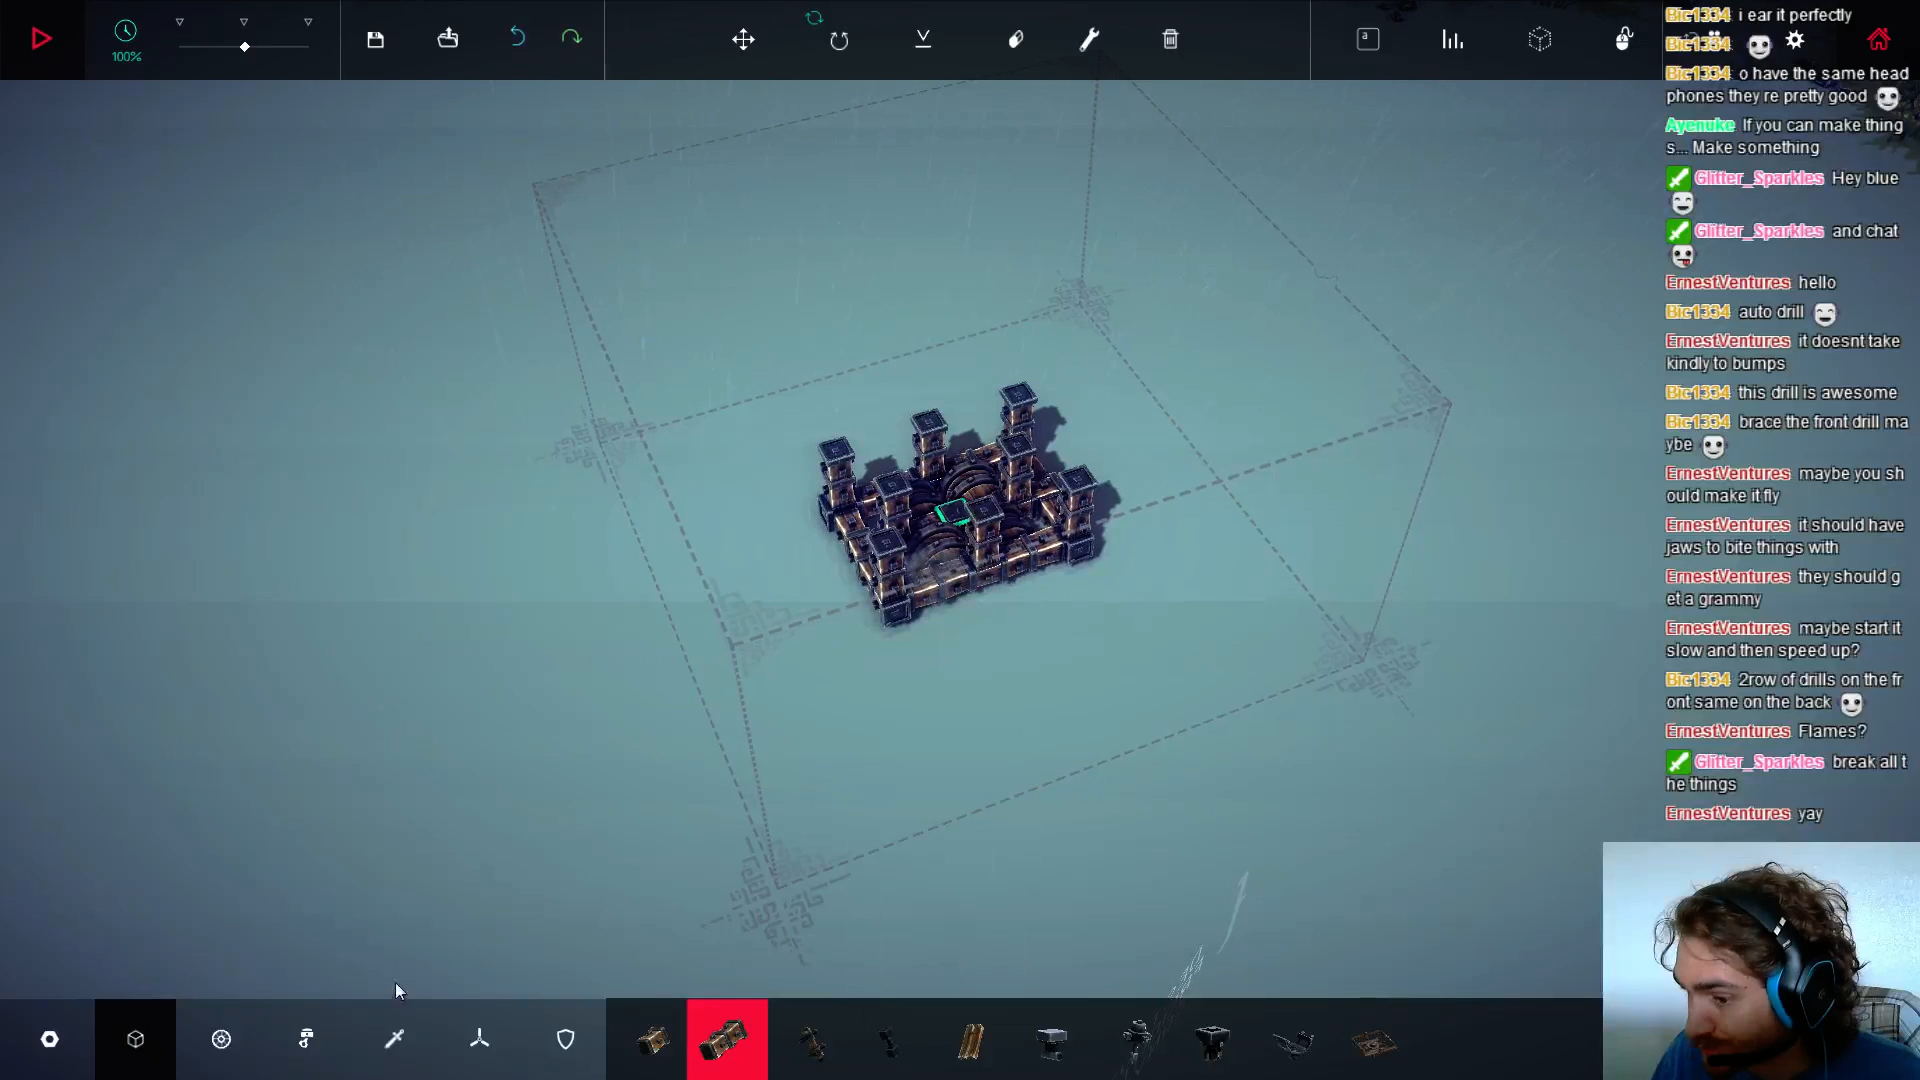 100%
a
Bic1334 i ear it perfectly
Bic1334
Bic1334 o have the same head
phones they re pretty good
Ayenuke If you can make thing
s... Make something
Glitter_Sparkles Hey blue
Glitter_Sparkles and chat
ErnestVentures hello
Bic1334 auto drill
ErnestVentures it doesnt take
kindly to bumps
Bic1334 this drill is awesome
Bic1334 brace the front drill ma
ybe
ErnestVentures maybe you sh
ould make it fly
ErnestVentures it should have
jaws to bite things with
ErnestVentures they should g
et a grammy
ErnestVentures maybe start it
slow and then speed up?
Bic1334 2row of drills on the fr
ont same on the back
ErnestVentures Flames?
Glitter_Sparkles break all t
he things
ErnestVentures yay